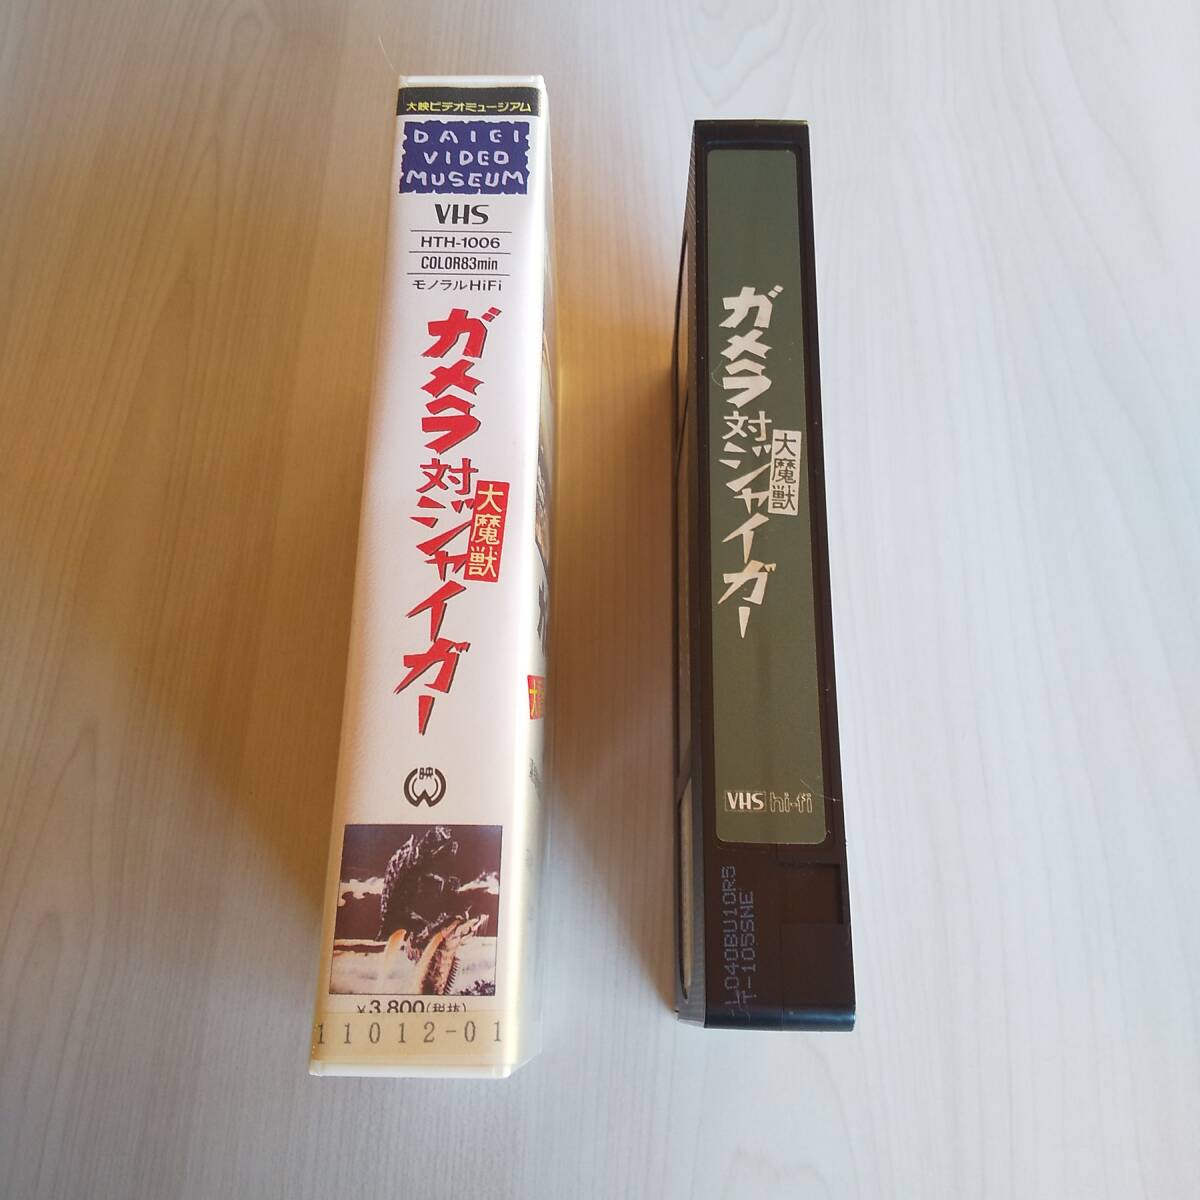 大映ビデオミュージアム
DAIEI
VIDEO
MUSEUM
VHS
HTH-1006
COLOR83min
モノラルHiFi
ガメラ対
大魔獣
ジャイガー
映
¥3,800(税抜)
11012-01
ガメラ対
大魔獣
ジャイガー
VHS hi-fi
L040BU10R5
T-105SNE